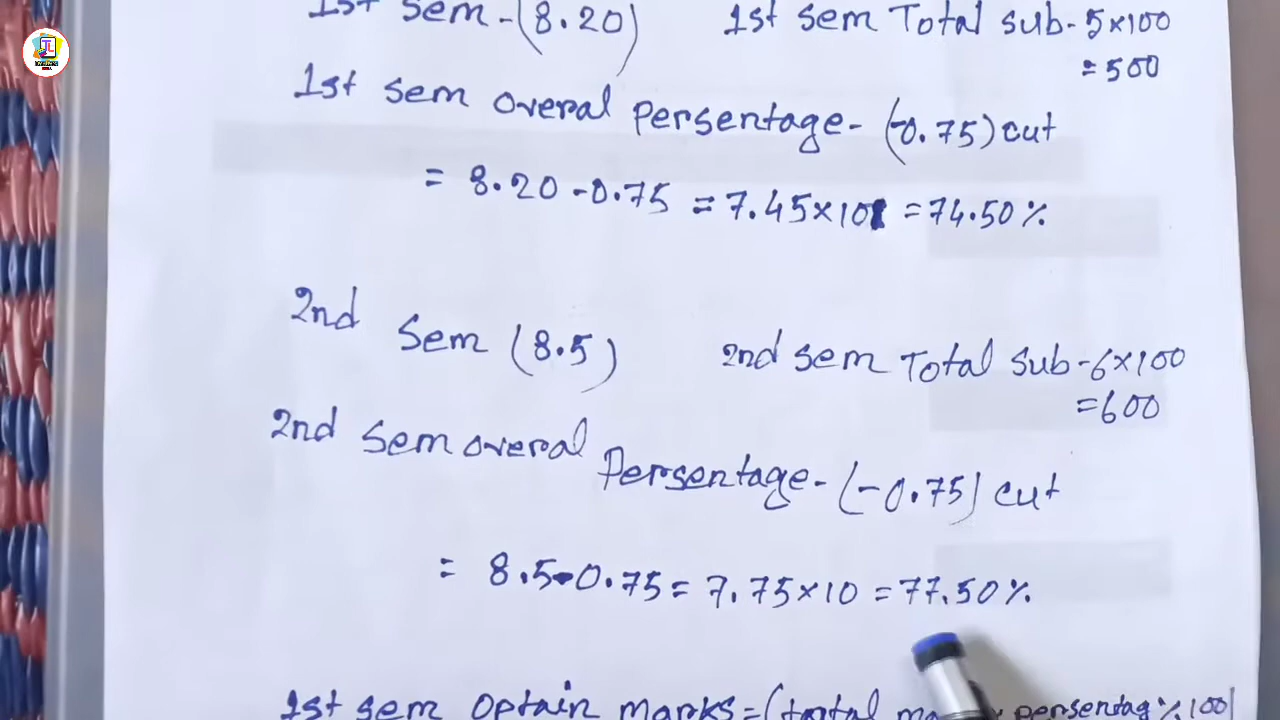 1st sem-(8.20) 1st sem Total sub-5×100
=500
1st sem overal persentage-(-0.75) cut
= 8.20-0.75 = 7.45×10 = 74.50%
2nd sem (8.5) 2nd sem Total sub-6×100
=600
2nd sem overal persentage-(-0.75) cut
= 8.5-0.75 = 7.75×10 = 77.50%
1st sem optain marks=(tortal persentag%100)